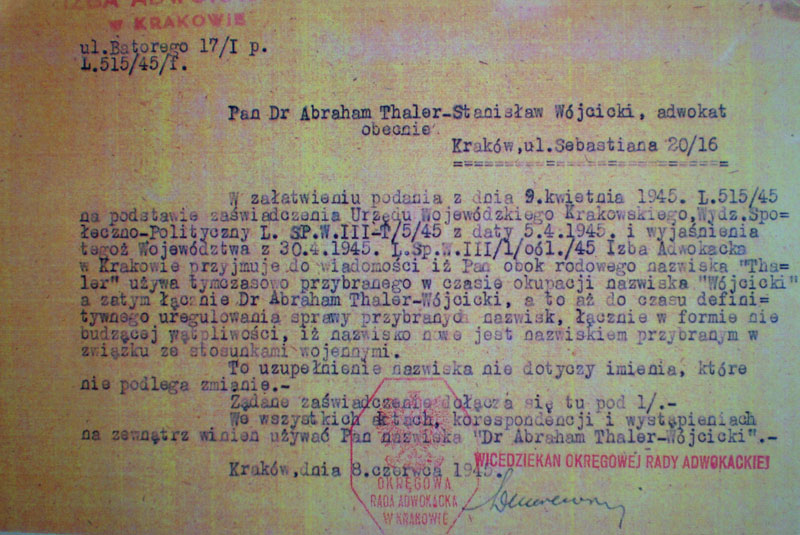 IZBA ADWOKACKA
w KRAKOWIE
ul.Batorego 17/I p.
L.515/45/f.
Pan Dr Abraham Thaler-Stanisław Wójcicki, adwokat
obecnie
Kraków,ul.Sebastiana 20/16
W załatwieniu podania z dnia 9.kwietnia 1945. L.515/45
na podstawie zaświadczenia Urzędu Wojewódzkiego Krakowskiego,Wydz.Spo=
łeczno-Polityczny L. SP.W.III-1/5/45 z daty 5.4.1945. i wyjaśnienia
tegoż Województwa z 30.4.1945. L.Sp.W.III/1/oól./45 Izba Adwokacka
w Krakowie przyjmuje do wiadomości iż Pan obok rodowego nazwiska "Tha=
ler" używa tymczasowo przybranego w czasie okupacji nazwiska "Wójcicki"
a zatym łącznie Dr Abraham Thaler-Wójcicki, a to aż do czasu defini=
tywnego uregulowania sprawy przybranych nazwisk, łącznie w formie nie
budzącej wątpliwości, iż nazwisko nowe jest nazwiskiem przybranym w
związku ze stosunkami wojennymi.
To uzupełnienie nazwiska nie dotyczy imienia, które
nie podlega zmianie.-
Żądane zaświadczenie dołącza się tu pod 1/.-
We wszystkich aktach, korespondencji i wystąpieniach
na zewnątrz winien używać Pan nazwiska "Dr Abraham Thaler-Wójcicki".-
WICEDZIEKAN OKRĘGOWEJ RADY ADWOKACKIEJ
Kraków,dnia 8.czerwca 1945.
OKRĘGOWA
RADA ADWOKACKA
W KRAKOWIE